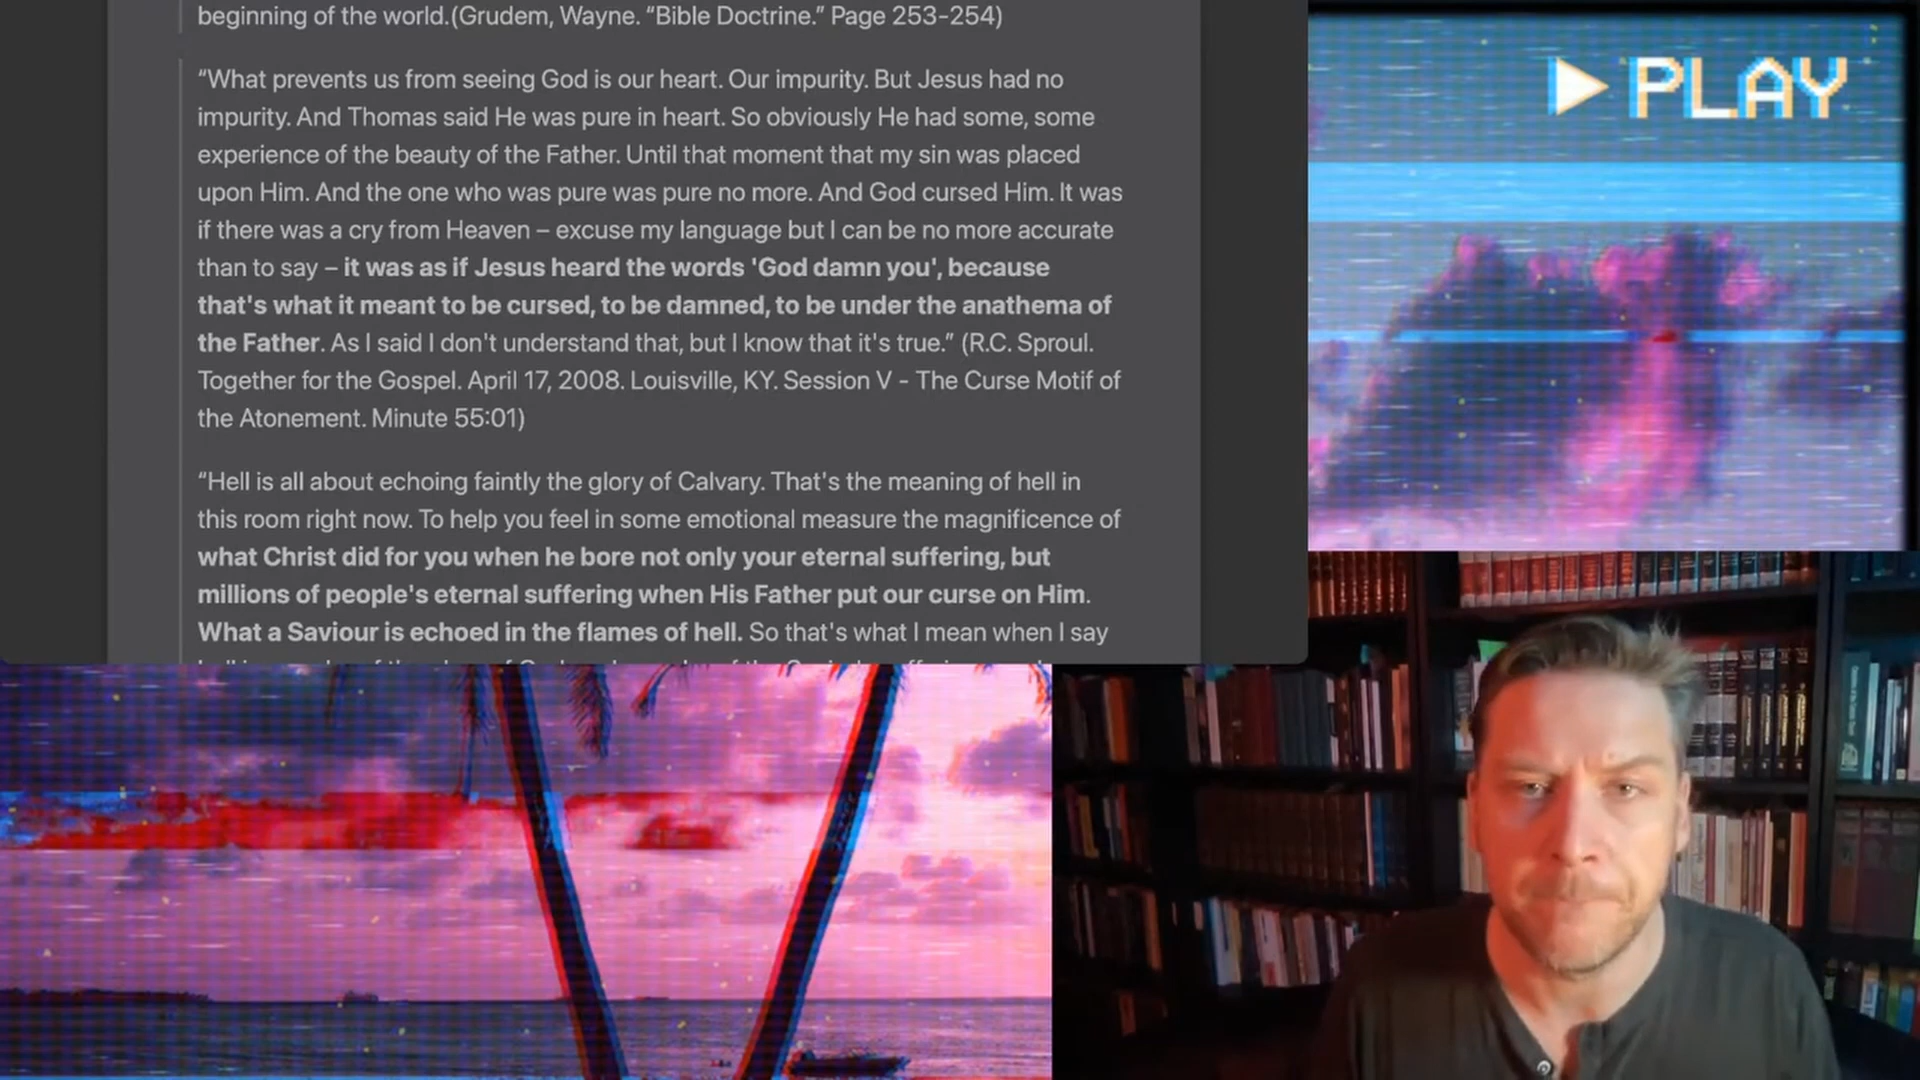 beginning of the world.(Grudem, Wayne. “Bible Doctrine.” Page 253-254)
“What prevents us from seeing God is our heart. Our impurity. But Jesus had no
impurity. And Thomas said He was pure in heart. So obviously He had some, some
experience of the beauty of the Father. Until that moment that my sin was placed
upon Him. And the one who was pure was pure no more. And God cursed Him. It was
if there was a cry from Heaven – excuse my language but I can be no more accurate
than to say – it was as if Jesus heard the words 'God damn you', because
that's what it meant to be cursed, to be damned, to be under the anathema of
the Father. As I said I don't understand that, but I know that it's true.” (R.C. Sproul.
Together for the Gospel. April 17, 2008. Louisville, KY. Session V - The Curse Motif of
the Atonement. Minute 55:01)
“Hell is all about echoing faintly the glory of Calvary. That's the meaning of hell in
this room right now. To help you feel in some emotional measure the magnificence of
what Christ did for you when he bore not only your eternal suffering, but
millions of people's eternal suffering when His Father put our curse on Him.
What a Saviour is echoed in the flames of hell. So that's what I mean when I say
PLAY